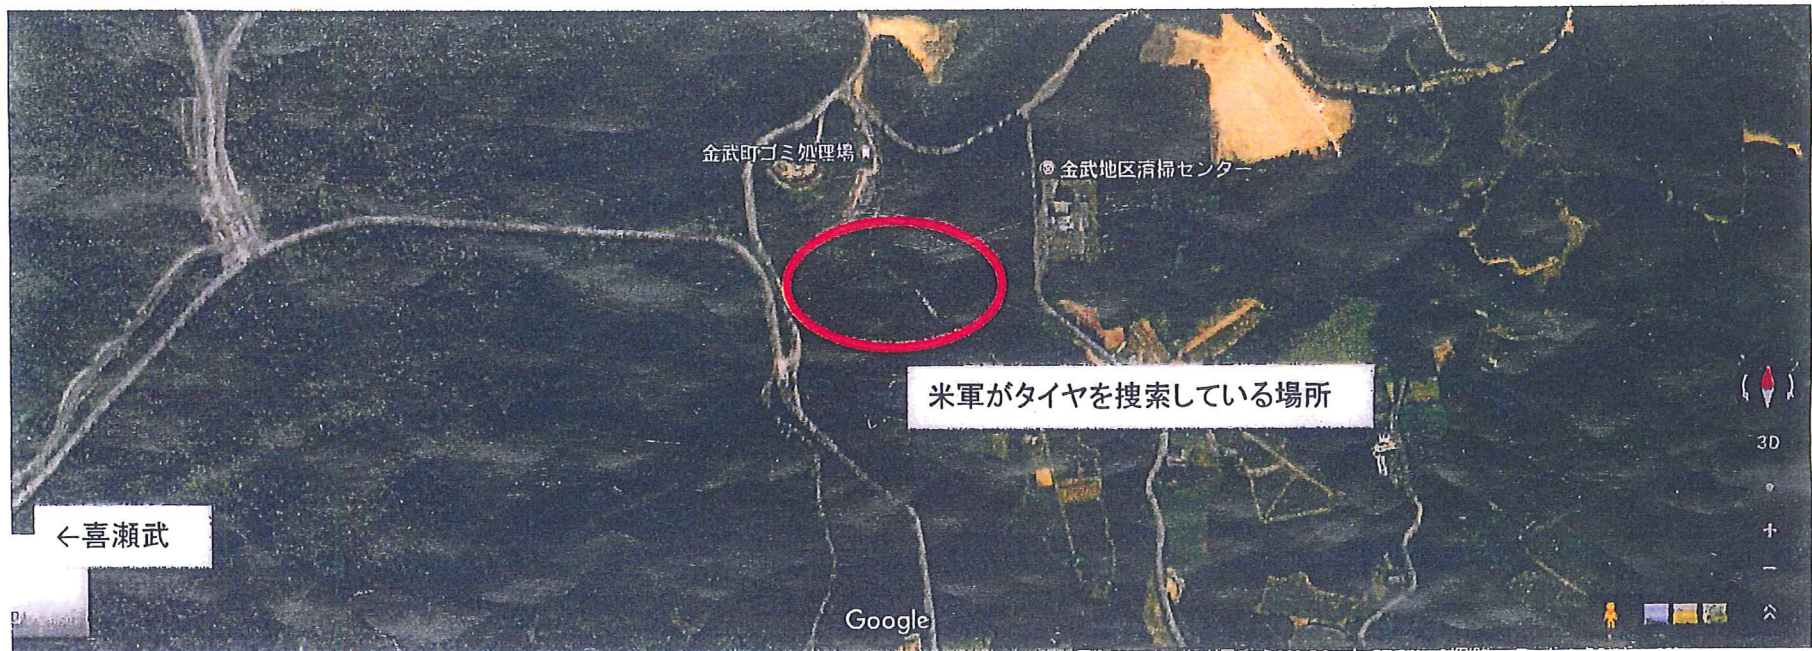 金武町ゴミ処理場
金武地区清掃センター
米軍がタイヤを捜索している場所
3D
←喜瀬武
Google